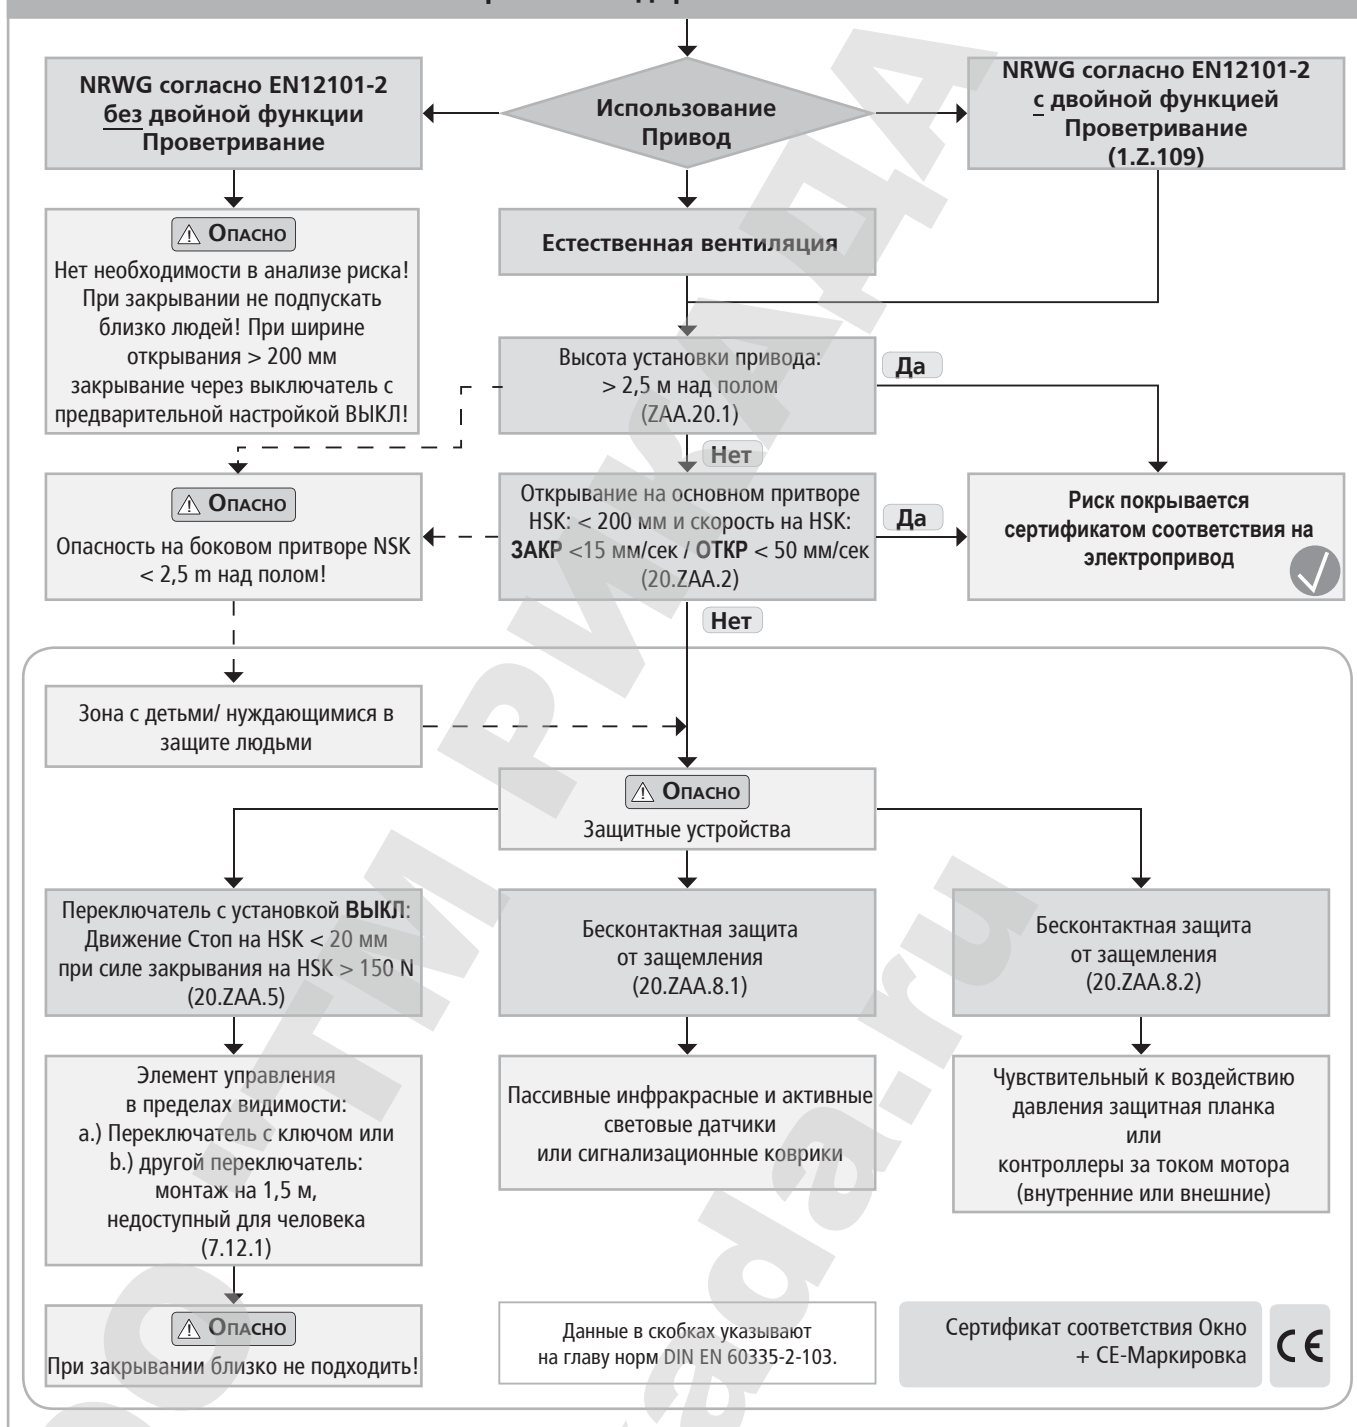 NRWG согласно EN12101-2
без двойной функции
Проветривание
Использование
Привод
NRWG согласно EN12101-2
с двойной функцией
Проветривание
(1.Z.109)
⚠ Опасно
Нет необходимости в анализе риска!
При закрывании не подпускать
близко людей! При ширине
открывания > 200 мм
закрывание через выключатель с
предварительной настройкой ВЫКЛ!
Естественная вентиляция
Высота установки привода:
> 2,5 м над полом
(ZAA.20.1)
Да
Нет
⚠ Опасно
Опасность на боковом притворе NSK
< 2,5 m над полом!
Открывание на основном притворе
HSK: < 200 мм и скорость на HSK:
ЗАКР <15 мм/сек / ОТКР < 50 мм/сек
(20.ZAA.2)
Да
Риск покрывается
сертификатом соответствия на
электропривод
Нет
Зона с детьми/ нуждающимися в
защите людьми
⚠ Опасно
Защитные устройства
Переключатель с установкой ВЫКЛ:
Движение Стоп на HSK < 20 мм
при силе закрывания на HSK > 150 N
(20.ZAA.5)
Бесконтактная защита
от защемления
(20.ZAA.8.1)
Бесконтактная защита
от защемления
(20.ZAA.8.2)
Элемент управления
в пределах видимости:
a.) Переключатель с ключом или
b.) другой переключатель:
монтаж на 1,5 м,
недоступный для человека
(7.12.1)
Пассивные инфракрасные и активные
световые датчики
или сигнализационные коврики
Чувствительный к воздействию
давления защитная планка
или
контроллеры за током мотора
(внутренние или внешние)
⚠ Опасно
При закрывании близко не подходить!
Данные в скобках указывают
на главу норм DIN EN 60335-2-103.
Сертификат соответствия Окно
+ CE-Маркировка
CE